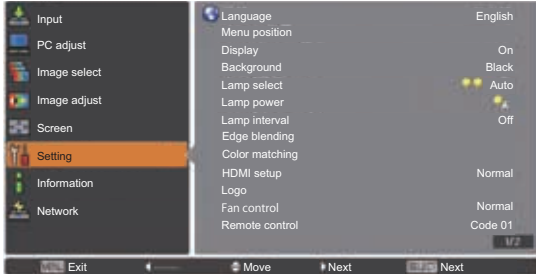 Input
PC adjust
Image select
Image adjust
Screen
Setting
Information
Network
Language English
Menu position
Display On
Background Black
Lamp select Auto
Lamp power A
Lamp interval Off
Edge blending
Color matching
HDMI setup Normal
Logo
Fan control Normal
Remote control Code 01
1/2
MENU Exit Move Next SELECT Next